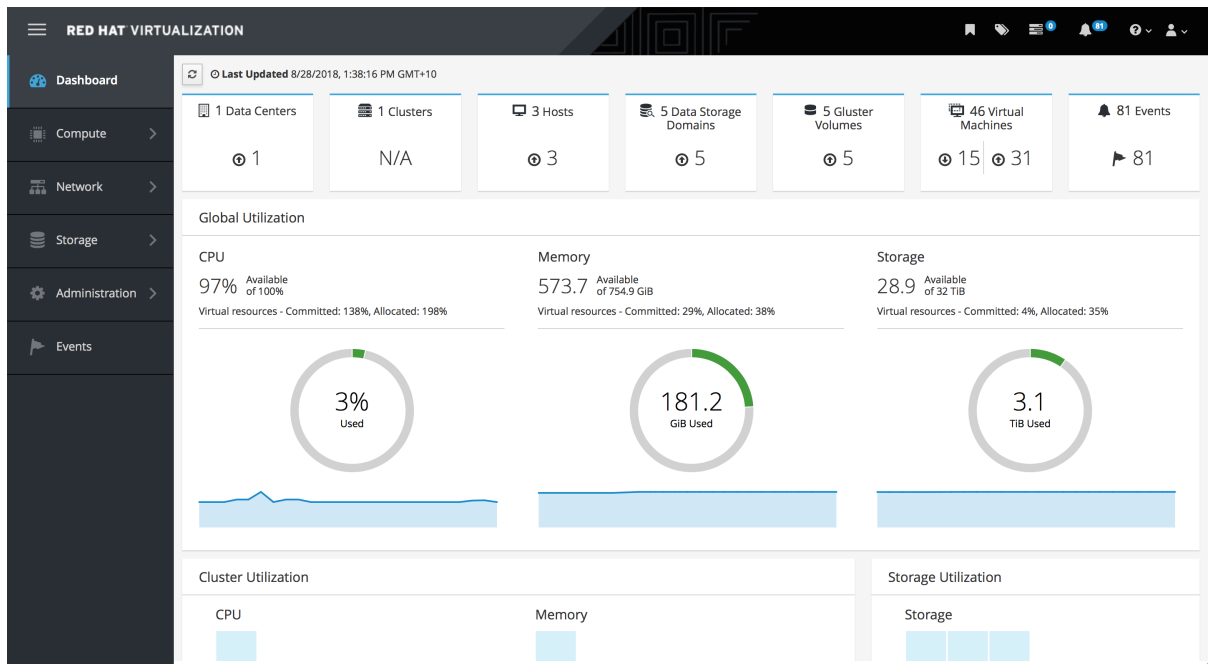 RED HAT VIRTUALIZATION
0
81
Dashboard
Compute
Network
Storage
Administration
Events
Last Updated 8/28/2018, 1:38:16 PM GMT+10
1 Data Centers
1
1 Clusters
N/A
3 Hosts
3
5 Data Storage
Domains
5
5 Gluster
Volumes
5
46 Virtual
Machines
15 31
81 Events
81
Global Utilization
CPU
97% Available
of 100%
Virtual resources - Committed: 138%, Allocated: 198%
3%
Used
Memory
573.7 Available
of 754.9 GiB
Virtual resources - Committed: 29%, Allocated: 38%
181.2
GiB Used
Storage
28.9 Available
of 32 TiB
Virtual resources - Committed: 4%, Allocated: 35%
3.1
TiB Used
Cluster Utilization
CPU
Memory
Storage Utilization
Storage